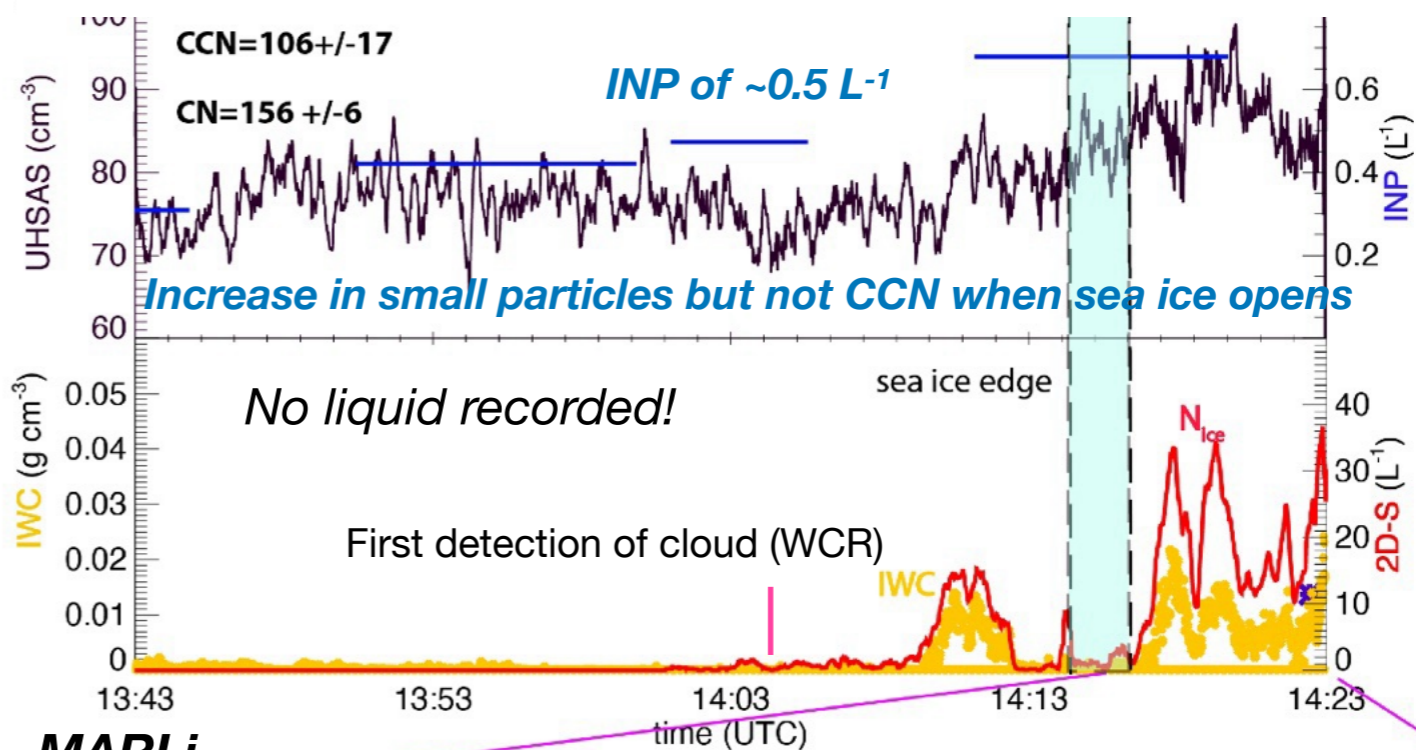 100
CCN=106+/-17
INP of ~0.5 L-1
90
0.6
CN=156 +/-6
UHSAS (cm-3)
INP (L-1)
80
0.4
70
0.2
Increase in small particles but not CCN when sea ice opens
60
0.05
sea ice edge
40
No liquid recorded!
Nice
IWC (g cm-3)
0.04
30
2D-S (L-1)
0.03
20
First detection of cloud (WCR)
0.02
IWC
0.01
10
0
0
13:43
13:53
14:03
14:13
14:23
time (UTC)
MARLi